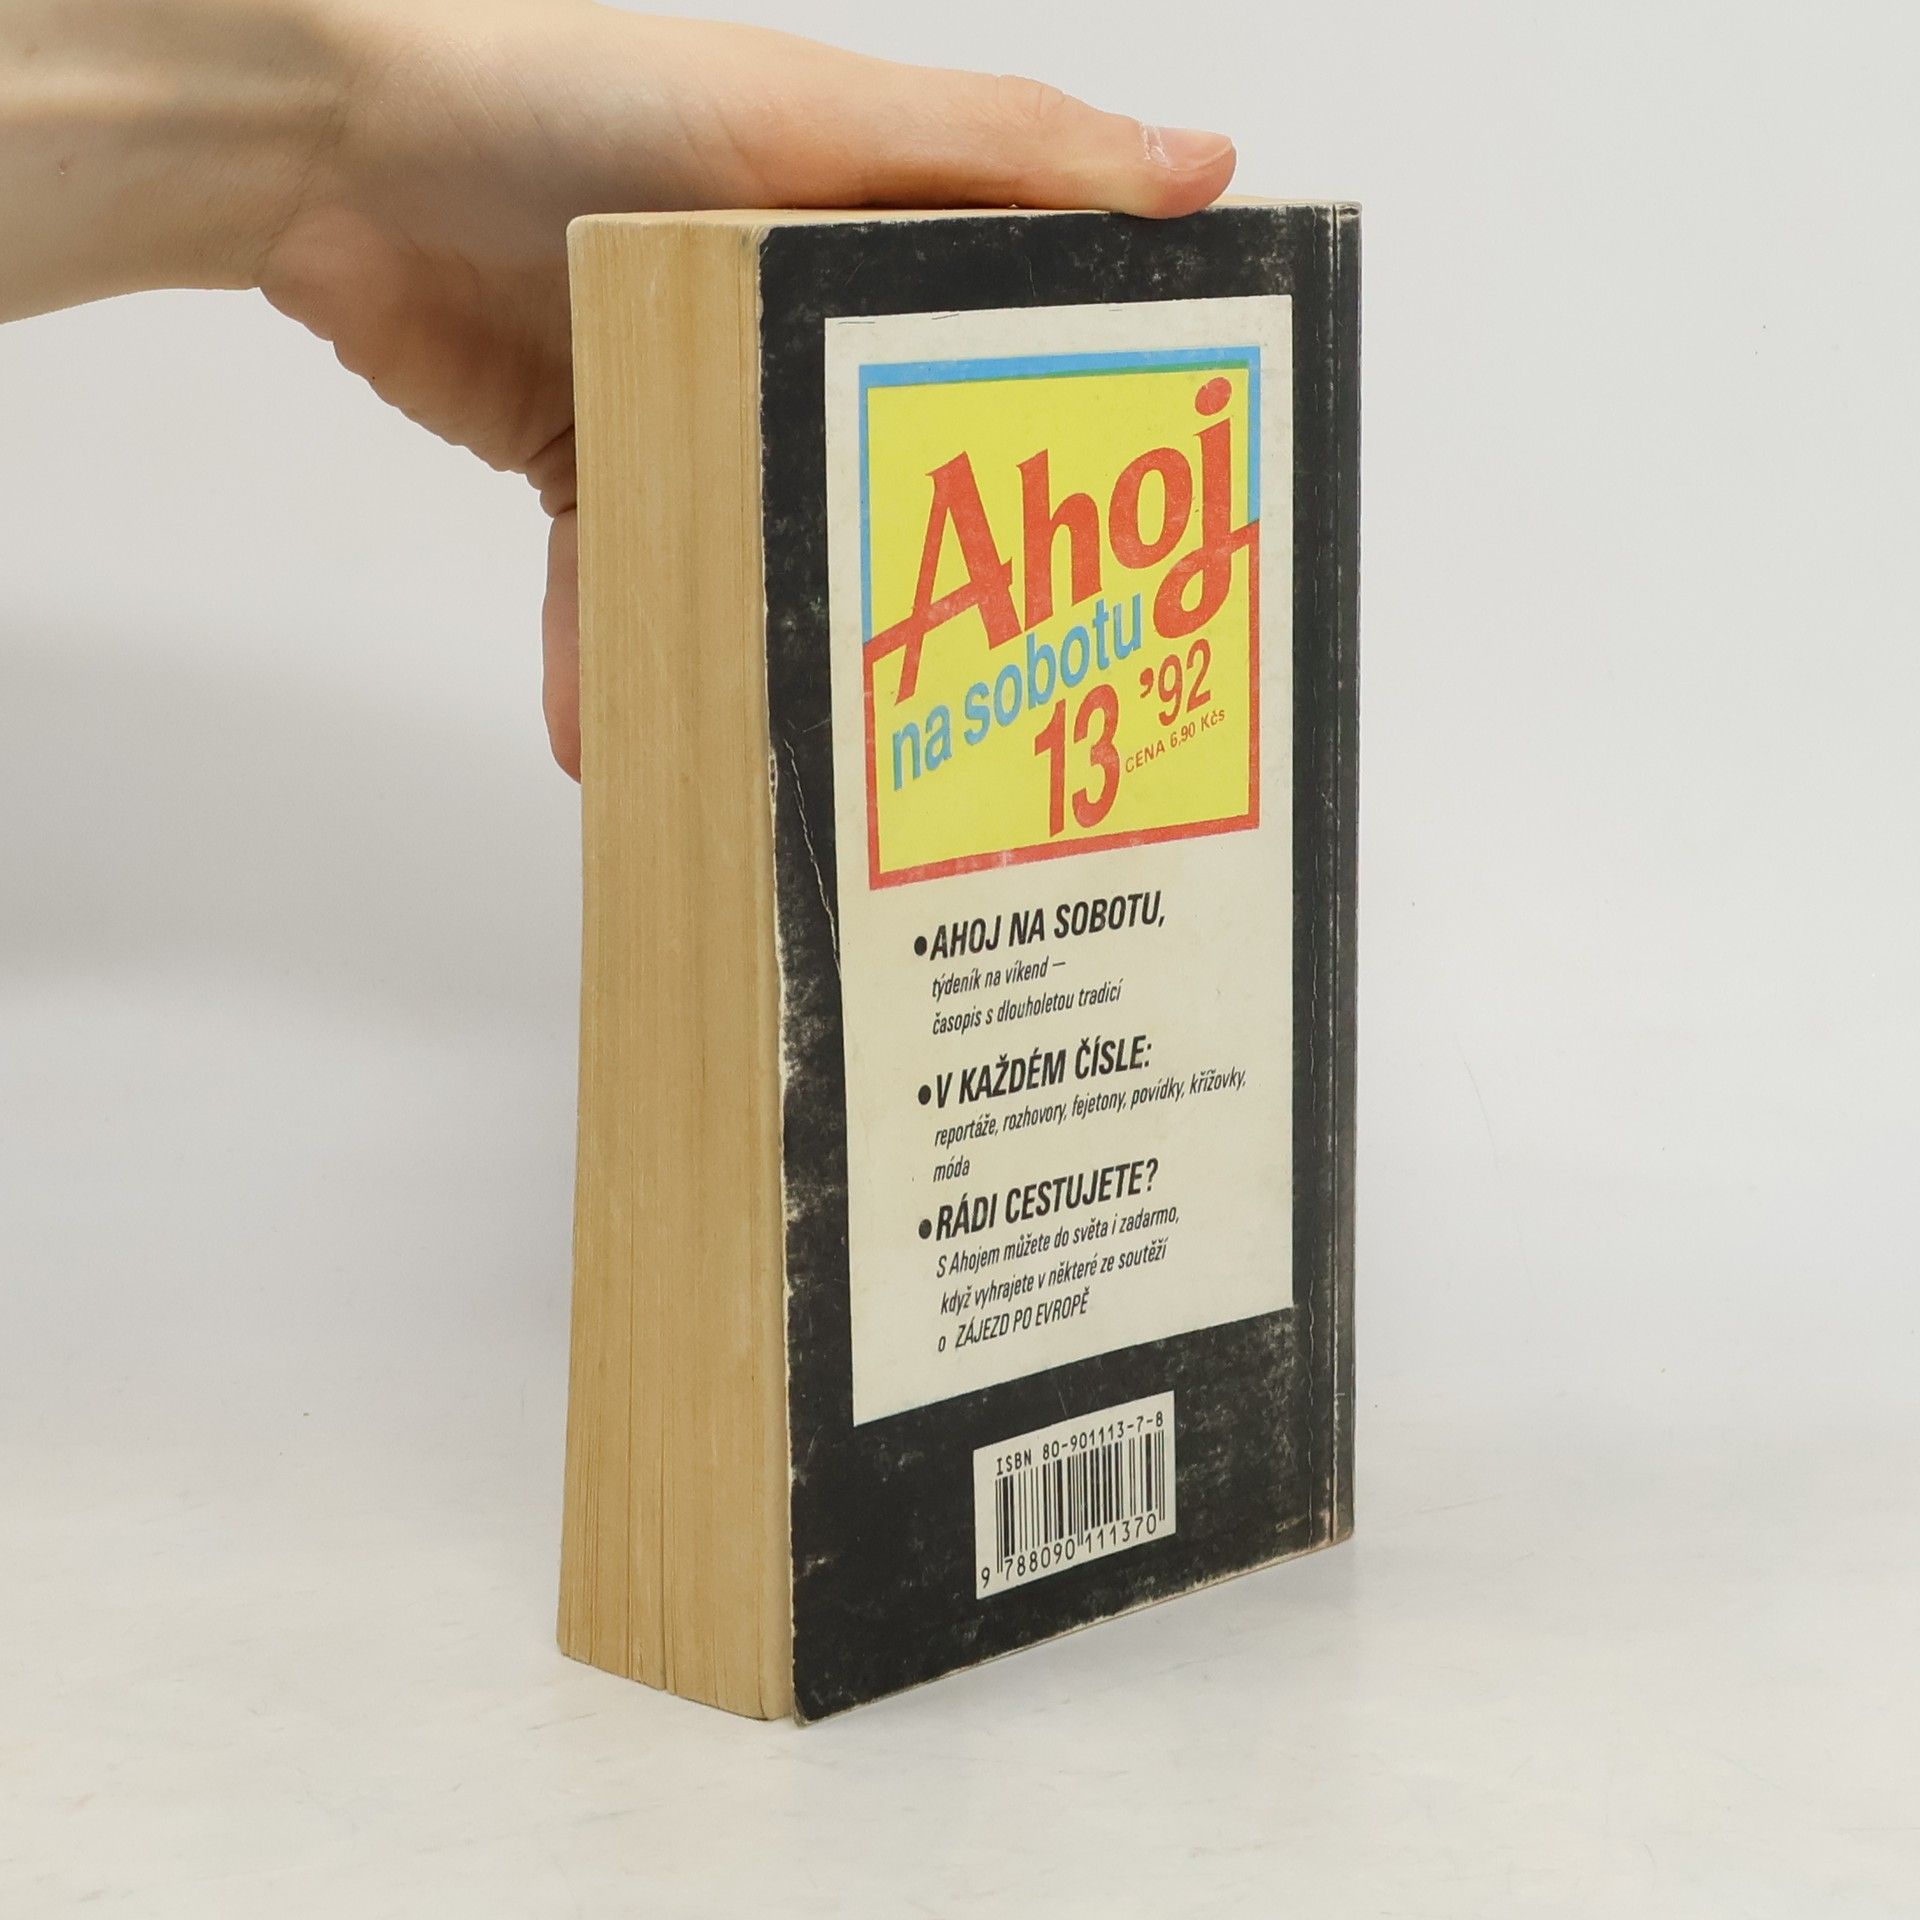 Ahoj
na sobotu
13 '92
CENA 6,90 Kčs
•AHOJ NA SOBOTU,
týdeník na víkend —
časopis s dlouholetou tradicí
•V KAŽDÉM ČÍSLE:
reportáže, rozhovory, fejetony, povídky, křížovky,
móda
•RÁDI CESTUJETE?
S Ahojem můžete do světa i zadarmo,
když vyhrajete v některé ze soutěží
o ZÁJEZD PO EVROPĚ
ISBN 80-901113-7-8
9 788090 111370